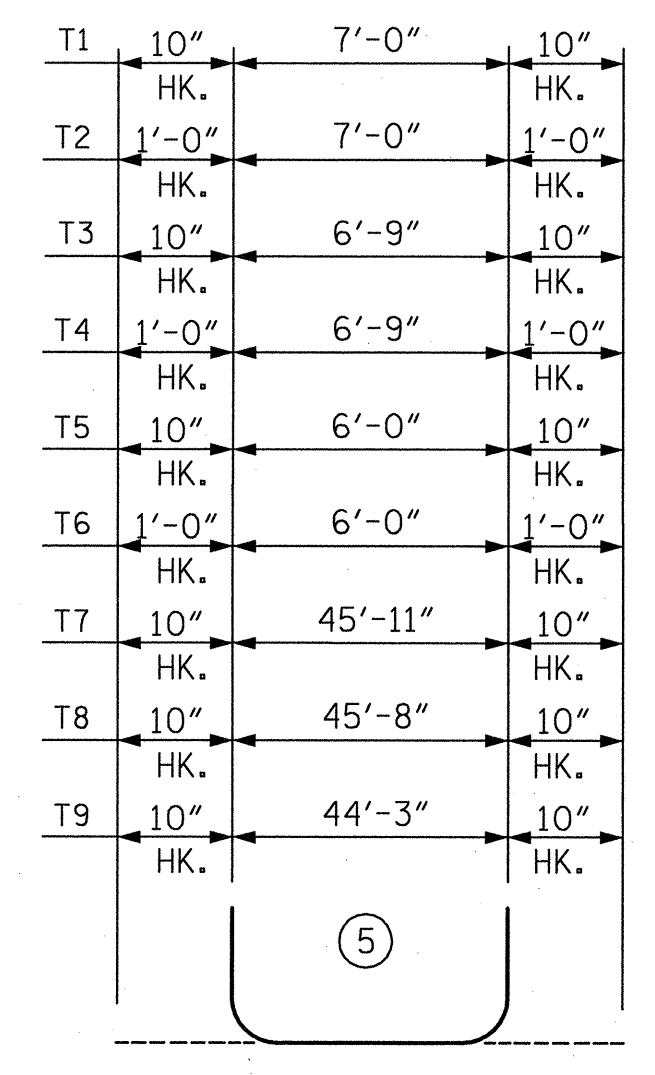 T1 10" 7'-0" 10"
HK. HK.
T2 1'-0" 7'-0" 1'-0"
HK. HK.
T3 10" 6'-9" 10"
HK. HK.
T4 1'-0" 6'-9" 1'-0"
HK. HK.
T5 10" 6'-0" 10"
HK. HK.
T6 1'-0" 6'-0" 1'-0"
HK. HK.
T7 10" 45'-11" 10"
HK. HK.
T8 10" 45'-8" 10"
HK. HK.
T9 10" 44'-3" 10"
HK. HK.
5